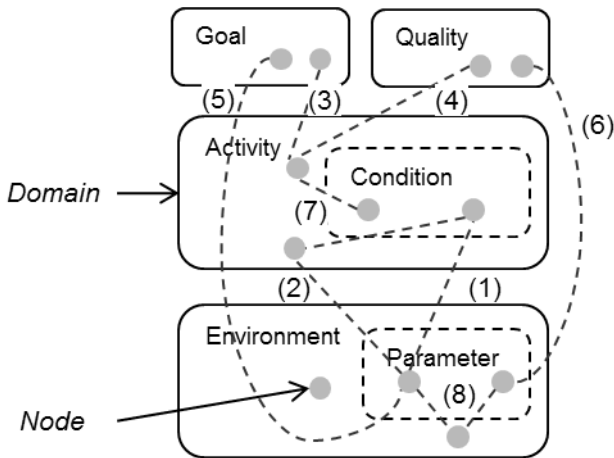 Goal
Quality
(5)
(3)
(4)
(6)
Activity
Condition
Domain
(7)
(2)
(1)
Environment
Parameter
(8)
Node